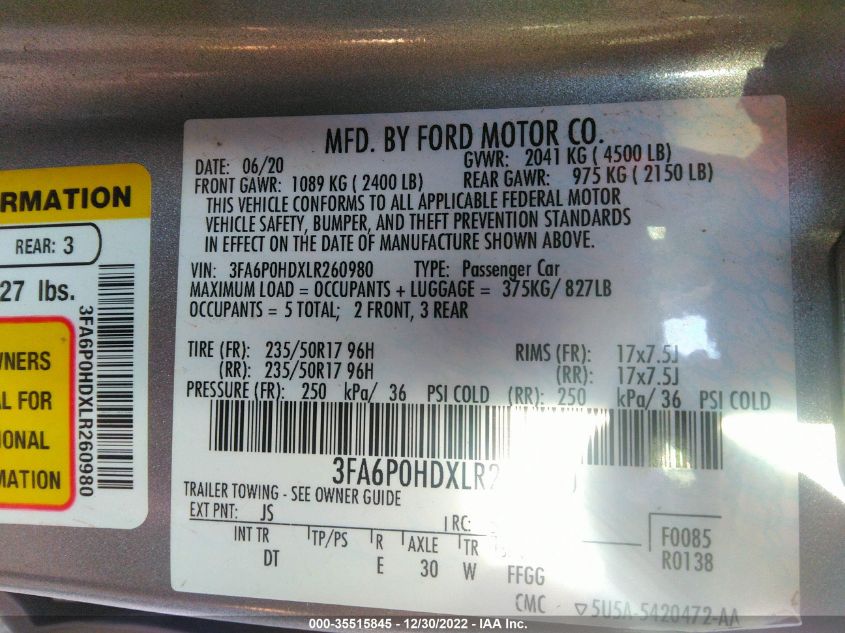 RMATION
REAR: 3
27 lbs.
3FA6P0HDXLR260980
WNERS
AL FOR
IONAL
MATION
MFD. BY FORD MOTOR CO.
DATE: 06/20 GVWR: 2041 KG ( 4500 LB)
FRONT GAWR: 1089 KG ( 2400 LB) REAR GAWR: 975 KG ( 2150 LB)
THIS VEHICLE CONFORMS TO ALL APPLICABLE FEDERAL MOTOR
VEHICLE SAFETY, BUMPER, AND THEFT PREVENTION STANDARDS
IN EFFECT ON THE DATE OF MANUFACTURE SHOWN ABOVE.
VIN: 3FA6P0HDXLR260980 TYPE: Passenger Car
MAXIMUM LOAD = OCCUPANTS + LUGGAGE = 375KG/ 827LB
OCCUPANTS = 5 TOTAL; 2 FRONT, 3 REAR
TIRE (FR): 235/50R17 96H RIMS (FR): 17x7.5J
(RR): 235/50R17 96H (RR): 17x7.5J
PRESSURE (FR): 250 kPa/ 36 PSI COLD (RR): 250 kPa/ 36 PSI COLD
3FA6P0HDXLR2
TRAILER TOWING - SEE OWNER GUIDE
EXT PNT: JS RC:
INT TR TP/PS R AXLE TR
DT E 30 W FFGG
F0085
R0138
CMC ▽5U5A-5420472-AA
000-35515845 - 12/30/2022 - IAA Inc.